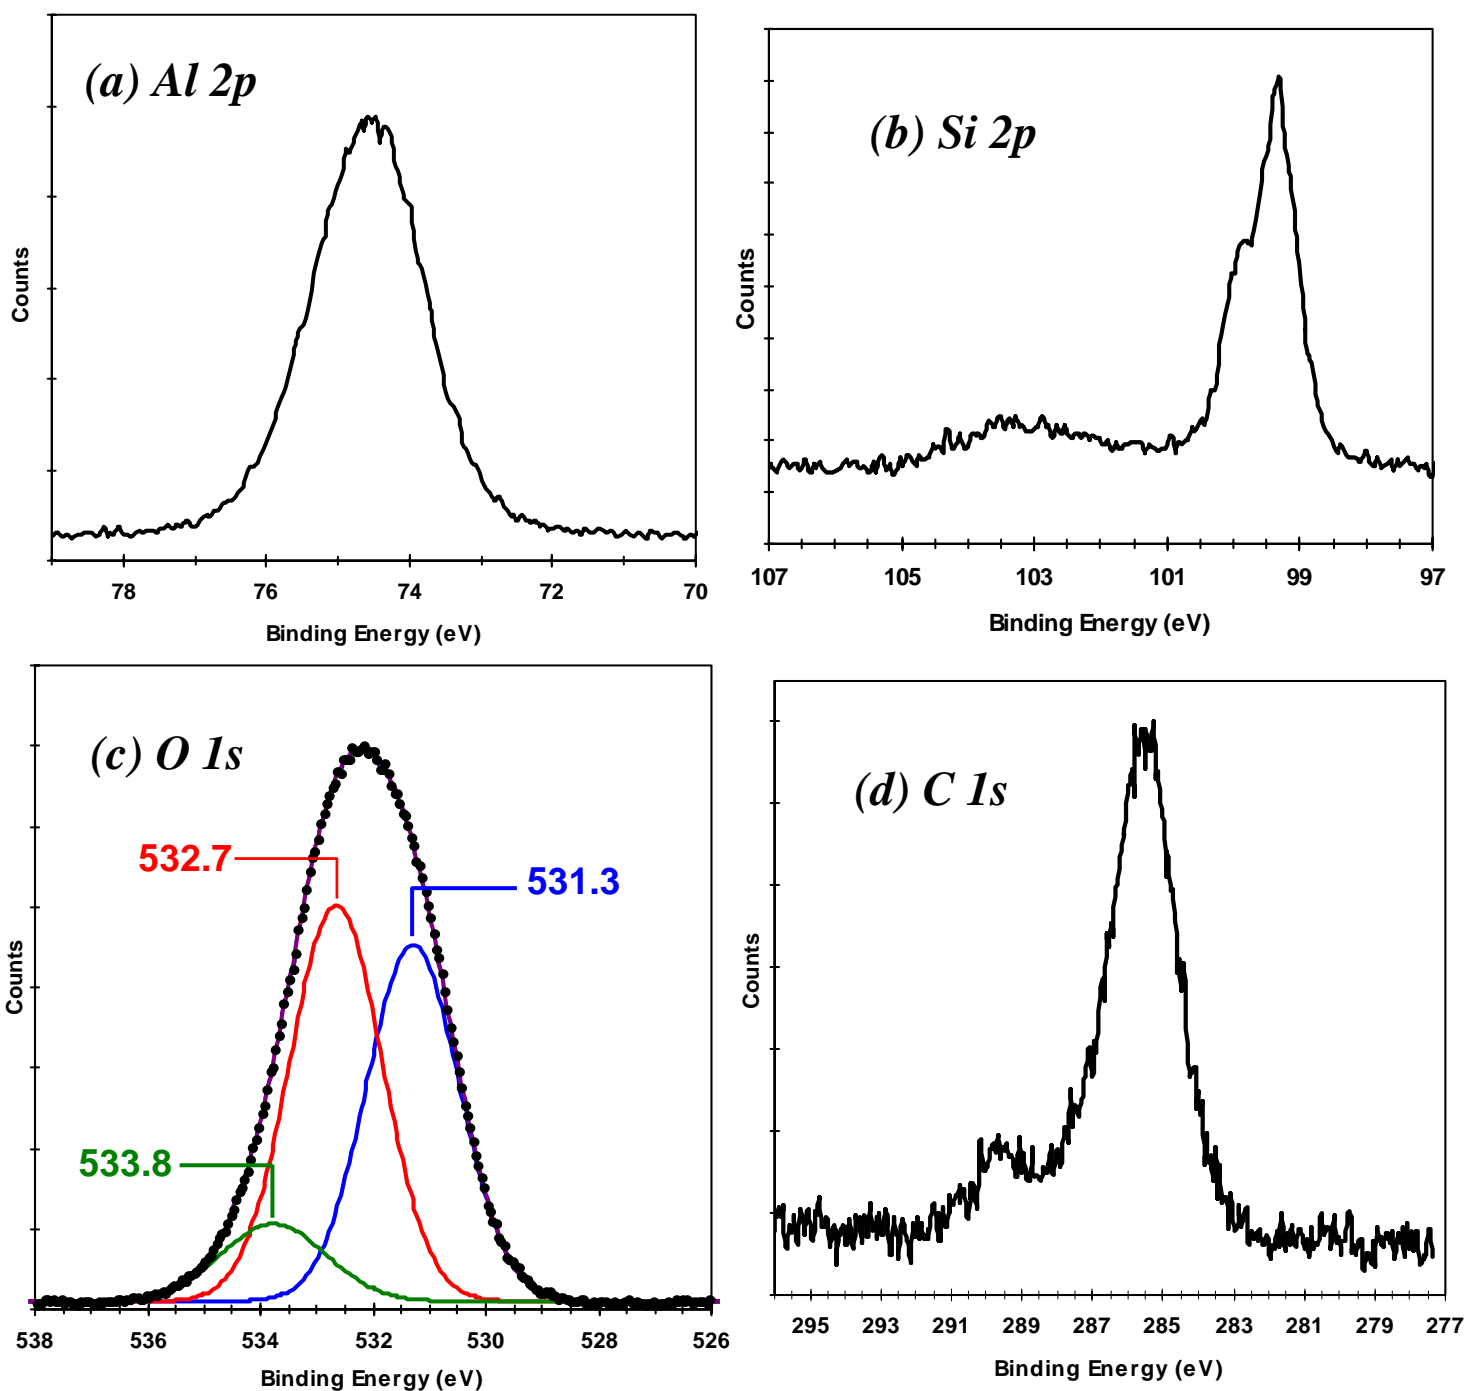 (a) Al 2p
Counts
78 76 74 72 70
Binding Energy (eV)
(b) Si 2p
Counts
107 105 103 101 99 97
Binding Energy (eV)
(c) O 1s
532.7
531.3
533.8
Counts
538 536 534 532 530 528 526
Binding Energy (eV)
(d) C 1s
Counts
295 293 291 289 287 285 283 281 279 277
Binding Energy (eV)